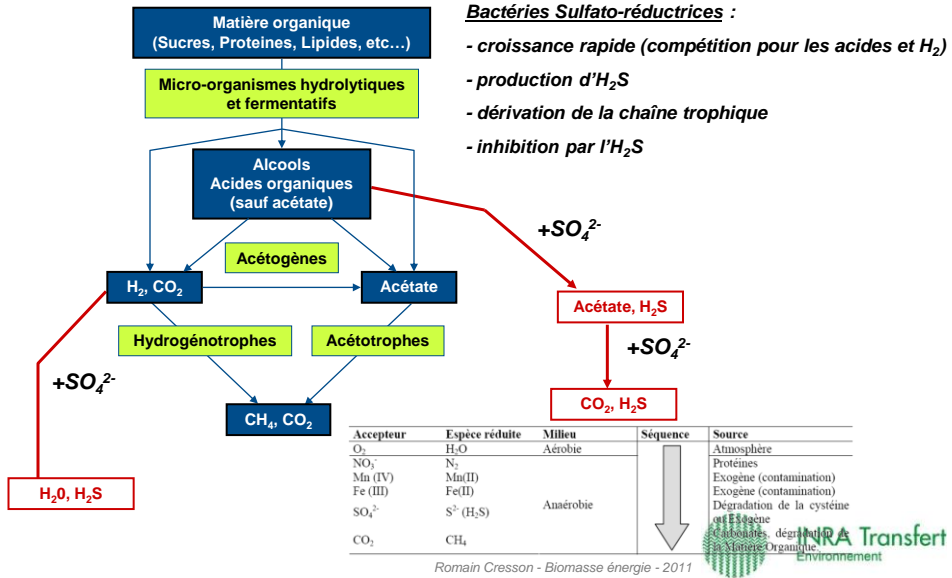 Matière organique
(Sucres, Proteines, Lipides, etc…)
Micro-organismes hydrolytiques
et fermentatifs
Alcools
Acides organiques
(sauf acétate)
Acétogènes
H₂, CO₂
Acétate
Hydrogénotrophes
Acétotrophes
CH₄, CO₂
+SO₄²⁻
H₂0, H₂S
Bactéries Sulfato-réductrices :
- croissance rapide (compétition pour les acides et H₂)
- production d'H₂S
- dérivation de la chaîne trophique
- inhibition par l'H₂S
+SO₄²⁻
Acétate, H₂S
+SO₄²⁻
CO₂, H₂S
Accepteur Espèce réduite Milieu Séquence Source
O₂ H₂O Aérobie Atmosphère
NO₃⁻ N₂ Protéines
Mn (IV) Mn(II) Exogène (contamination)
Fe (III) Fe(II) Exogène (contamination)
Anaérobie
SO₄²⁻ S²⁻ (H₂S) Dégradation de la cystéine
ou Exogène
CO₂ CH₄ Carbonates, dégradation de
la Matière Organique
INRA Transfert
Environnement
Romain Cresson - Biomasse énergie - 2011